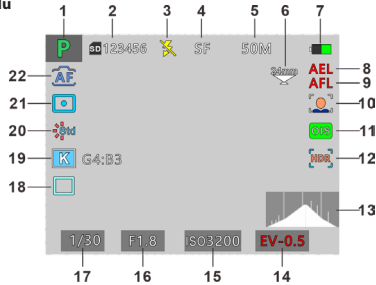 lu
1 2 3 4 5 6 7
P SD 123456 SF 50M 24mm
AEL 8
AFL 9
22 AF
10
21
20 Std
OIS 11
19 K G4:B3
HDR 12
18
13
1/30 F1.8 ISO3200 EV-0.5
17 16 15 14